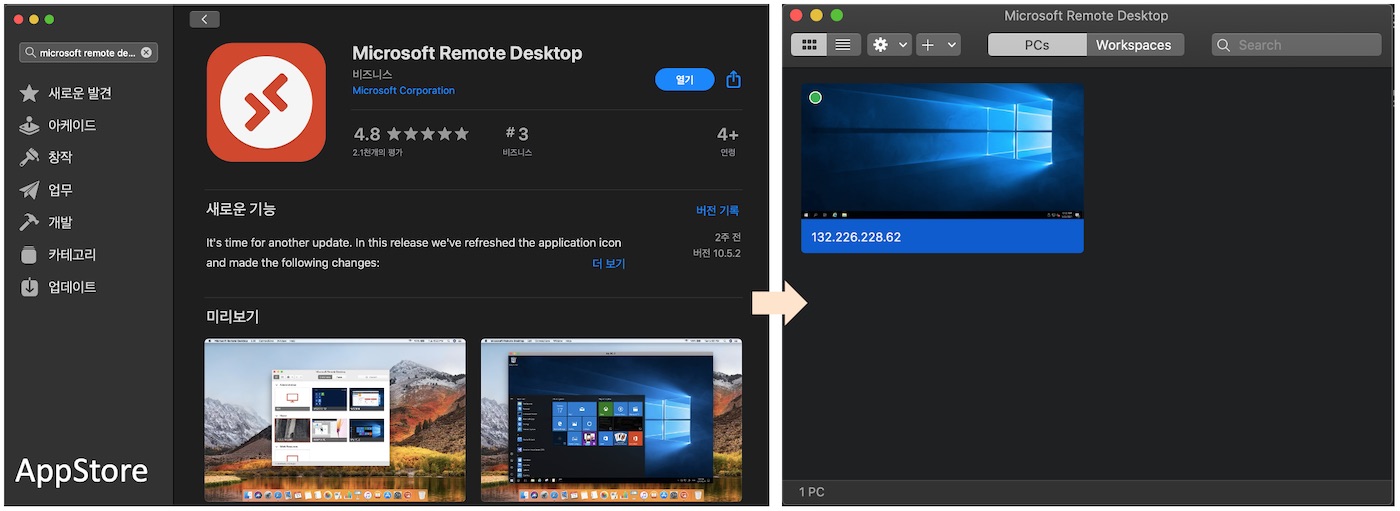 microsoft remote de...
새로운 발견
아케이드
창작
업무
개발
카테고리
업데이트
AppStore
Microsoft Remote Desktop
비즈니스
Microsoft Corporation
열기
4.8
2.1천개의 평가
#3
비즈니스
4+
연령
새로운 기능
버전 기록
It's time for another update. In this release we've refreshed the application icon
and made the following changes:
더 보기
2주 전
버전 10.5.2
미리보기
Microsoft Remote Desktop
PCs
Workspaces
Search
132.226.228.62
1 PC